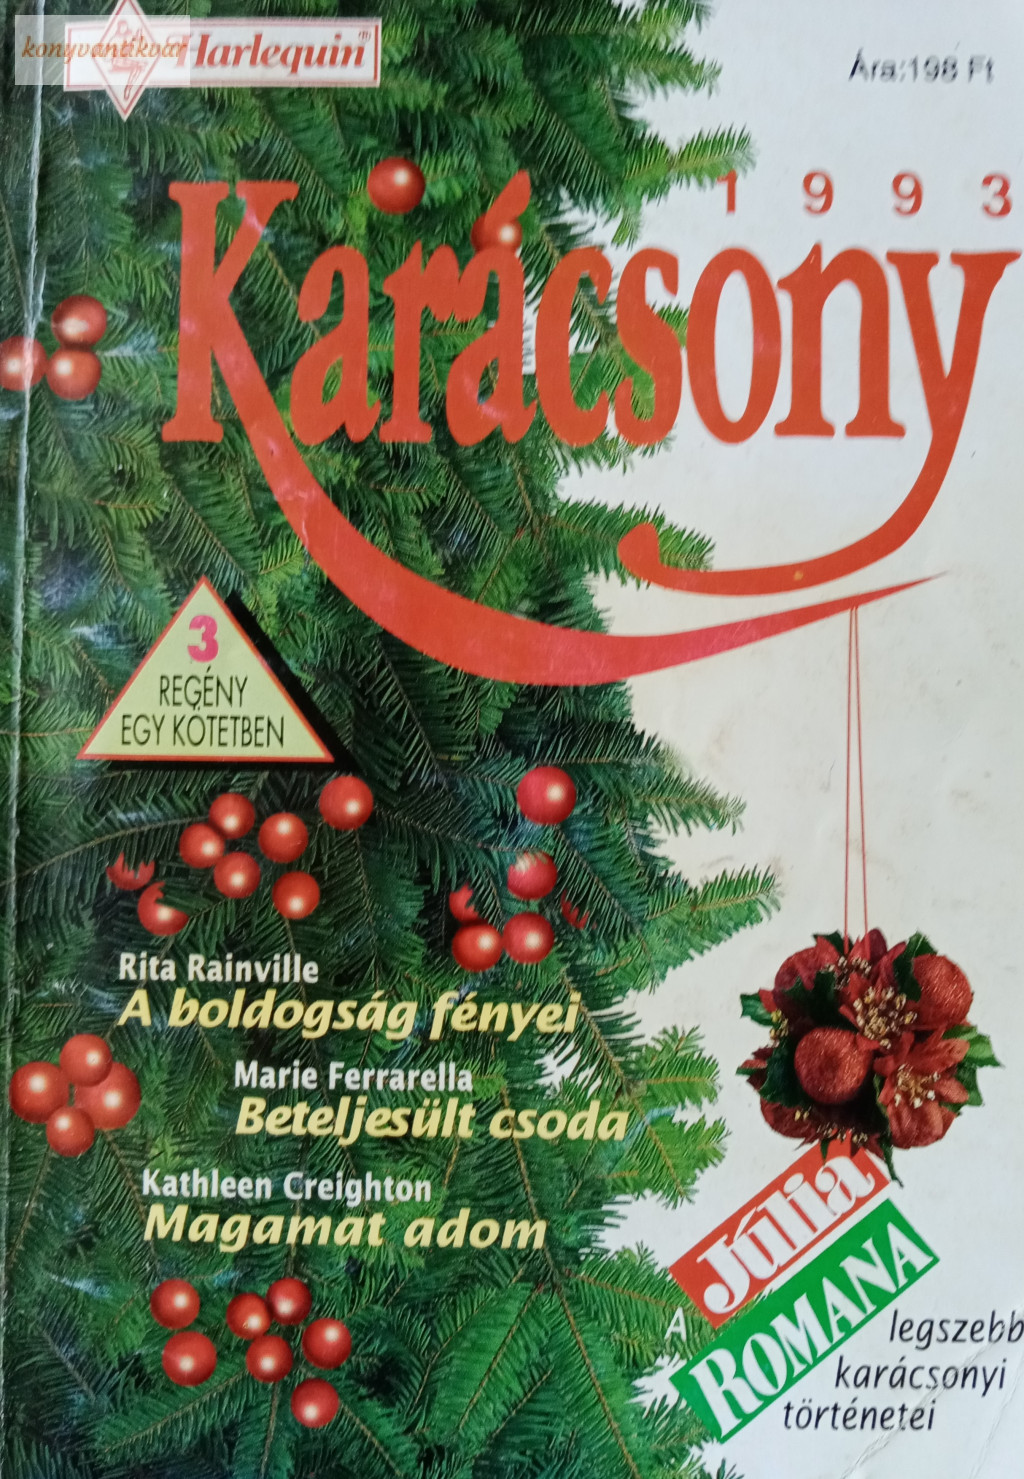 konyvantikvar
Harlequin
Ára:198 Ft
1993
Karácsony
3
REGÉNY
EGY KÖTETBEN
Rita Rainville
A boldogság fényei
Marie Ferrarella
Beteljesült csoda
Kathleen Creighton
Magamat adom
A Júlia
ROMANA
legszebb
karácsonyi
történetei